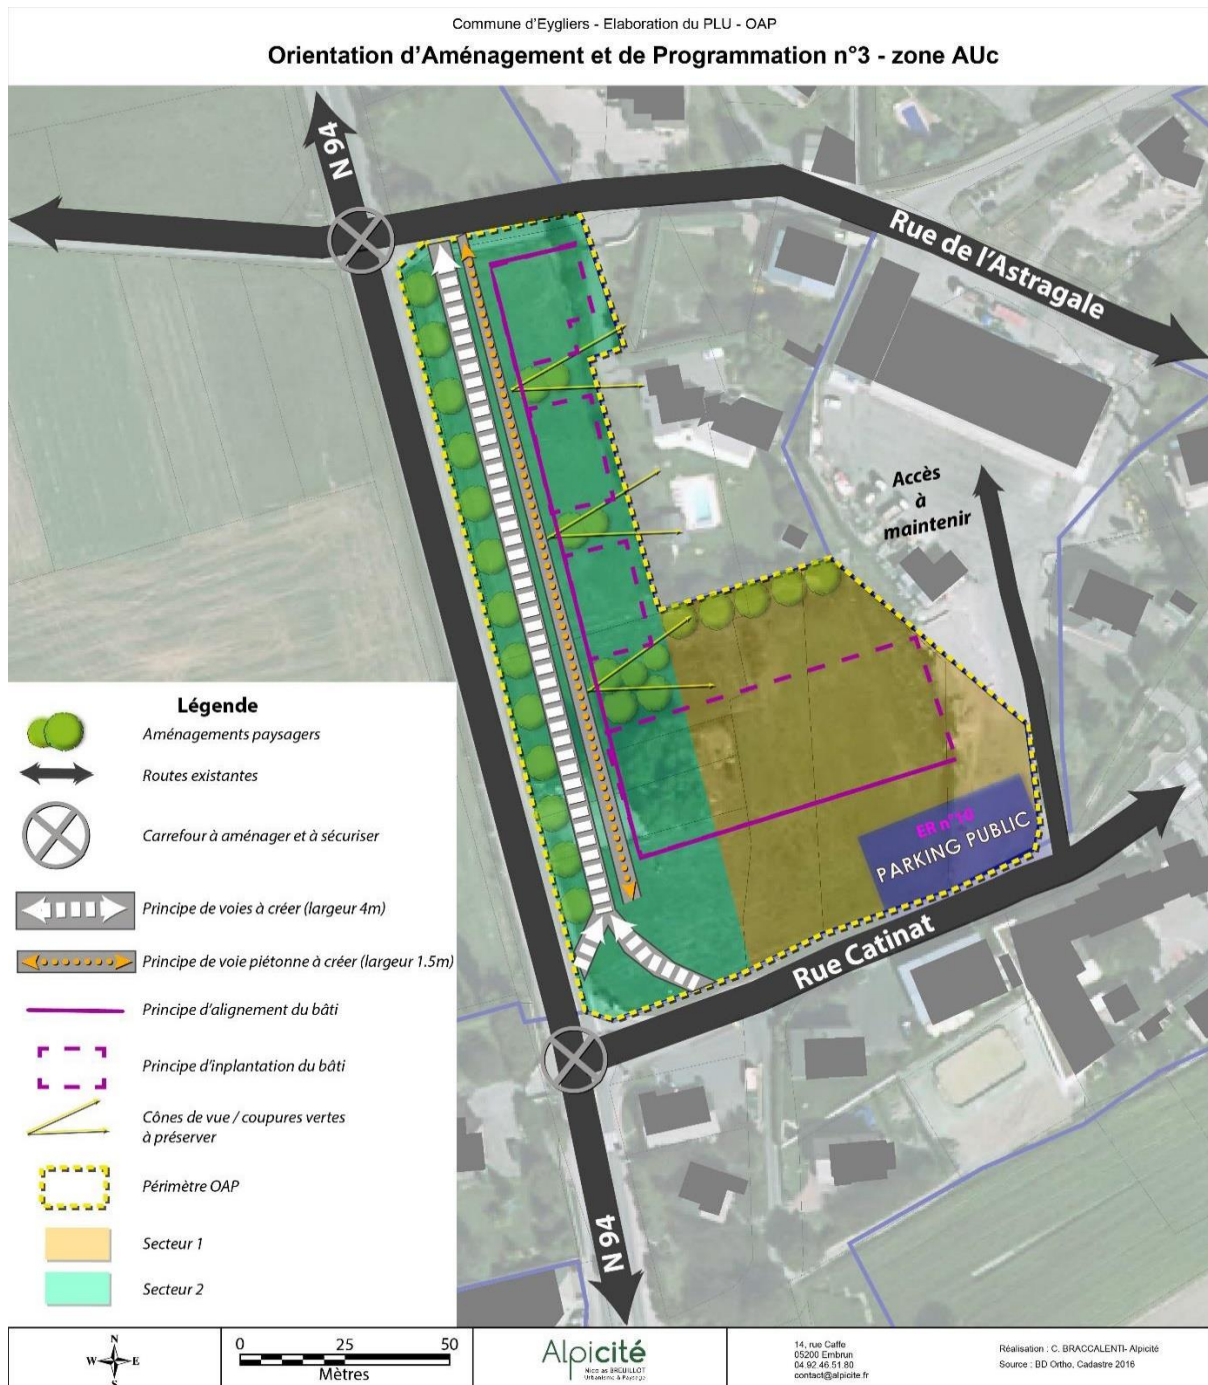 Commune d'Eygliers - Elaboration du PLU - OAP
Orientation d'Aménagement et de Programmation n°3 - zone AUc
N 94
Rue de l'Astragale
Accès
à
maintenir
ER n°10
PARKING PUBLIC
Rue Catinat
N 94
Légende
Aménagements paysagers
Routes existantes
Carrefour à aménager et à sécuriser
Principe de voies à créer (largeur 4m)
Principe de voie piétonne à créer (largeur 1.5m)
Principe d'alignement du bâti
Principe d'inplantation du bâti
Cônes de vue / coupures vertes
à préserver
Périmètre OAP
Secteur 1
Secteur 2
N
W E
S
0 25 50
Mètres
Alpicité
Nicolas BREUILLOT
Urbanisme & Paysage
14, rue Caffe
05200 Embrun
04.92.46.51.80
contact@alpicite.fr
Réalisation : C. BRACCALENTI- Alpicité
Source : BD Ortho, Cadastre 2016